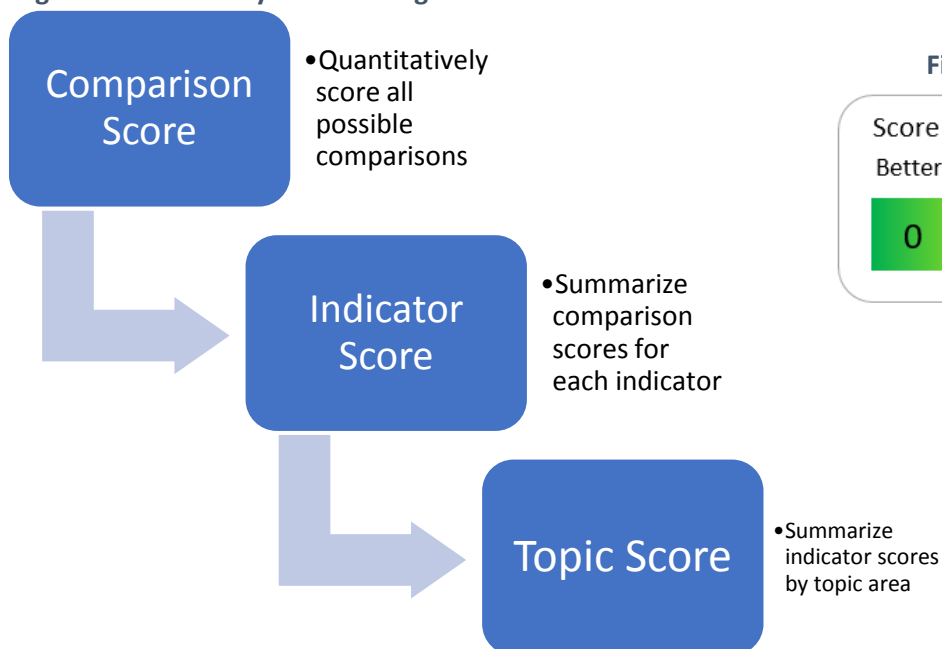 Comparison
Score
•Quantitatively
score all
possible
comparisons
Score
Better
0
Indicator
Score
•Summarize
comparison
scores for
each indicator
Topic Score
•Summarize
indicator scores
by topic area